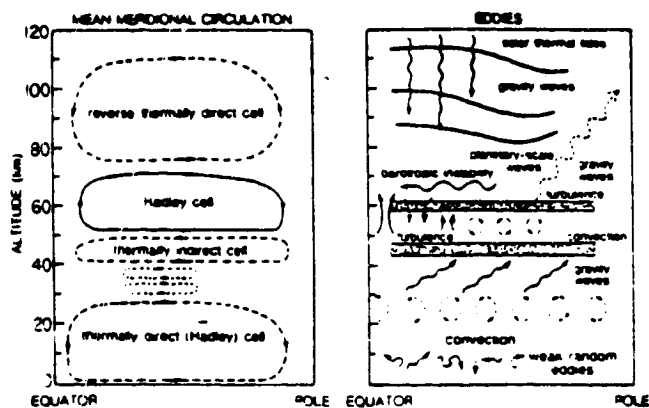 MEAN MERIDIONAL CIRCULATION
120
100
80
60
40
20
0
ALTITUDE (km)
reverse thermally direct cell
Hadley cell
thermally indirect cell
thermally direct (Hadley) cell
EQUATOR
POLE
EDDIES
solar thermal tides
gravity waves
planetary-scale
waves
gravity
waves
barotropic instability
turbulence
turbulence
convection
gravity
waves
convection
weak random
eddies
EQUATOR
POLE